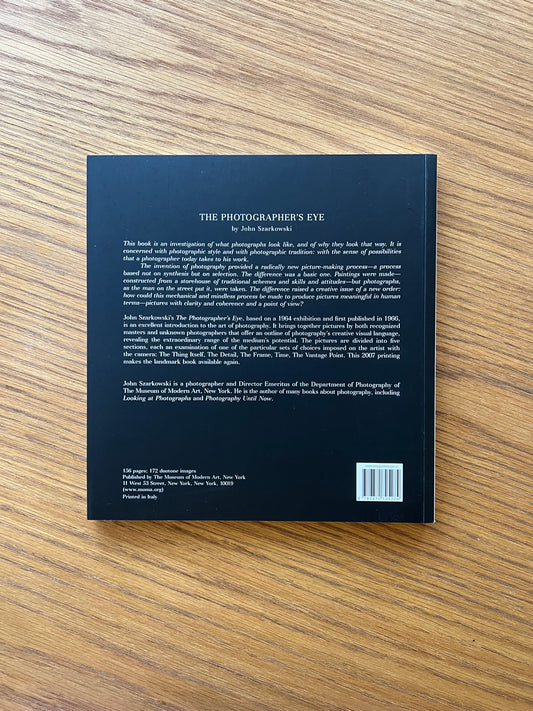 THE PHOTOGRAPHER'S EYE
by John Szarkowski
This book is an investigation of what photographs look like, and of why they look that way. It is
concerned with photographic style and with photographic tradition: with the sense of possibilities
that a photographer today takes to his work.
The invention of photography provided a radically new picture-making process—a process
based not on synthesis but on selection. The difference was a basic one. Paintings were made—
constructed from a storehouse of traditional schemes and skills and attitudes—but photographs,
as the man on the street put it, were taken. The difference raised a creative issue of a new order:
how could this mechanical and mindless process be made to produce pictures meaningful in human
terms—pictures with clarity and coherence and a point of view?
John Szarkowski's The Photographer's Eye, based on a 1964 exhibition and first published in 1966,
is an excellent introduction to the art of photography. It brings together pictures by both recognized
masters and unknown photographers that offer an outline of photography's creative visual language,
revealing the extraordinary range of the medium's potential. The pictures are divided into five
sections, each an examination of one of the particular sets of choices imposed on the artist with
the camera: The Thing Itself, The Detail, The Frame, Time, The Vantage Point. This 2007 printing
makes the landmark book available again.
John Szarkowski is a photographer and Director Emeritus of the Department of Photography of
The Museum of Modern Art, New York. He is the author of many books about photography, including
Looking at Photographs and Photography Until Now.
156 pages; 172 duotone images
Published by The Museum of Modern Art, New York
11 West 53 Street, New York, New York, 10019
(www.moma.org)
Printed in Italy